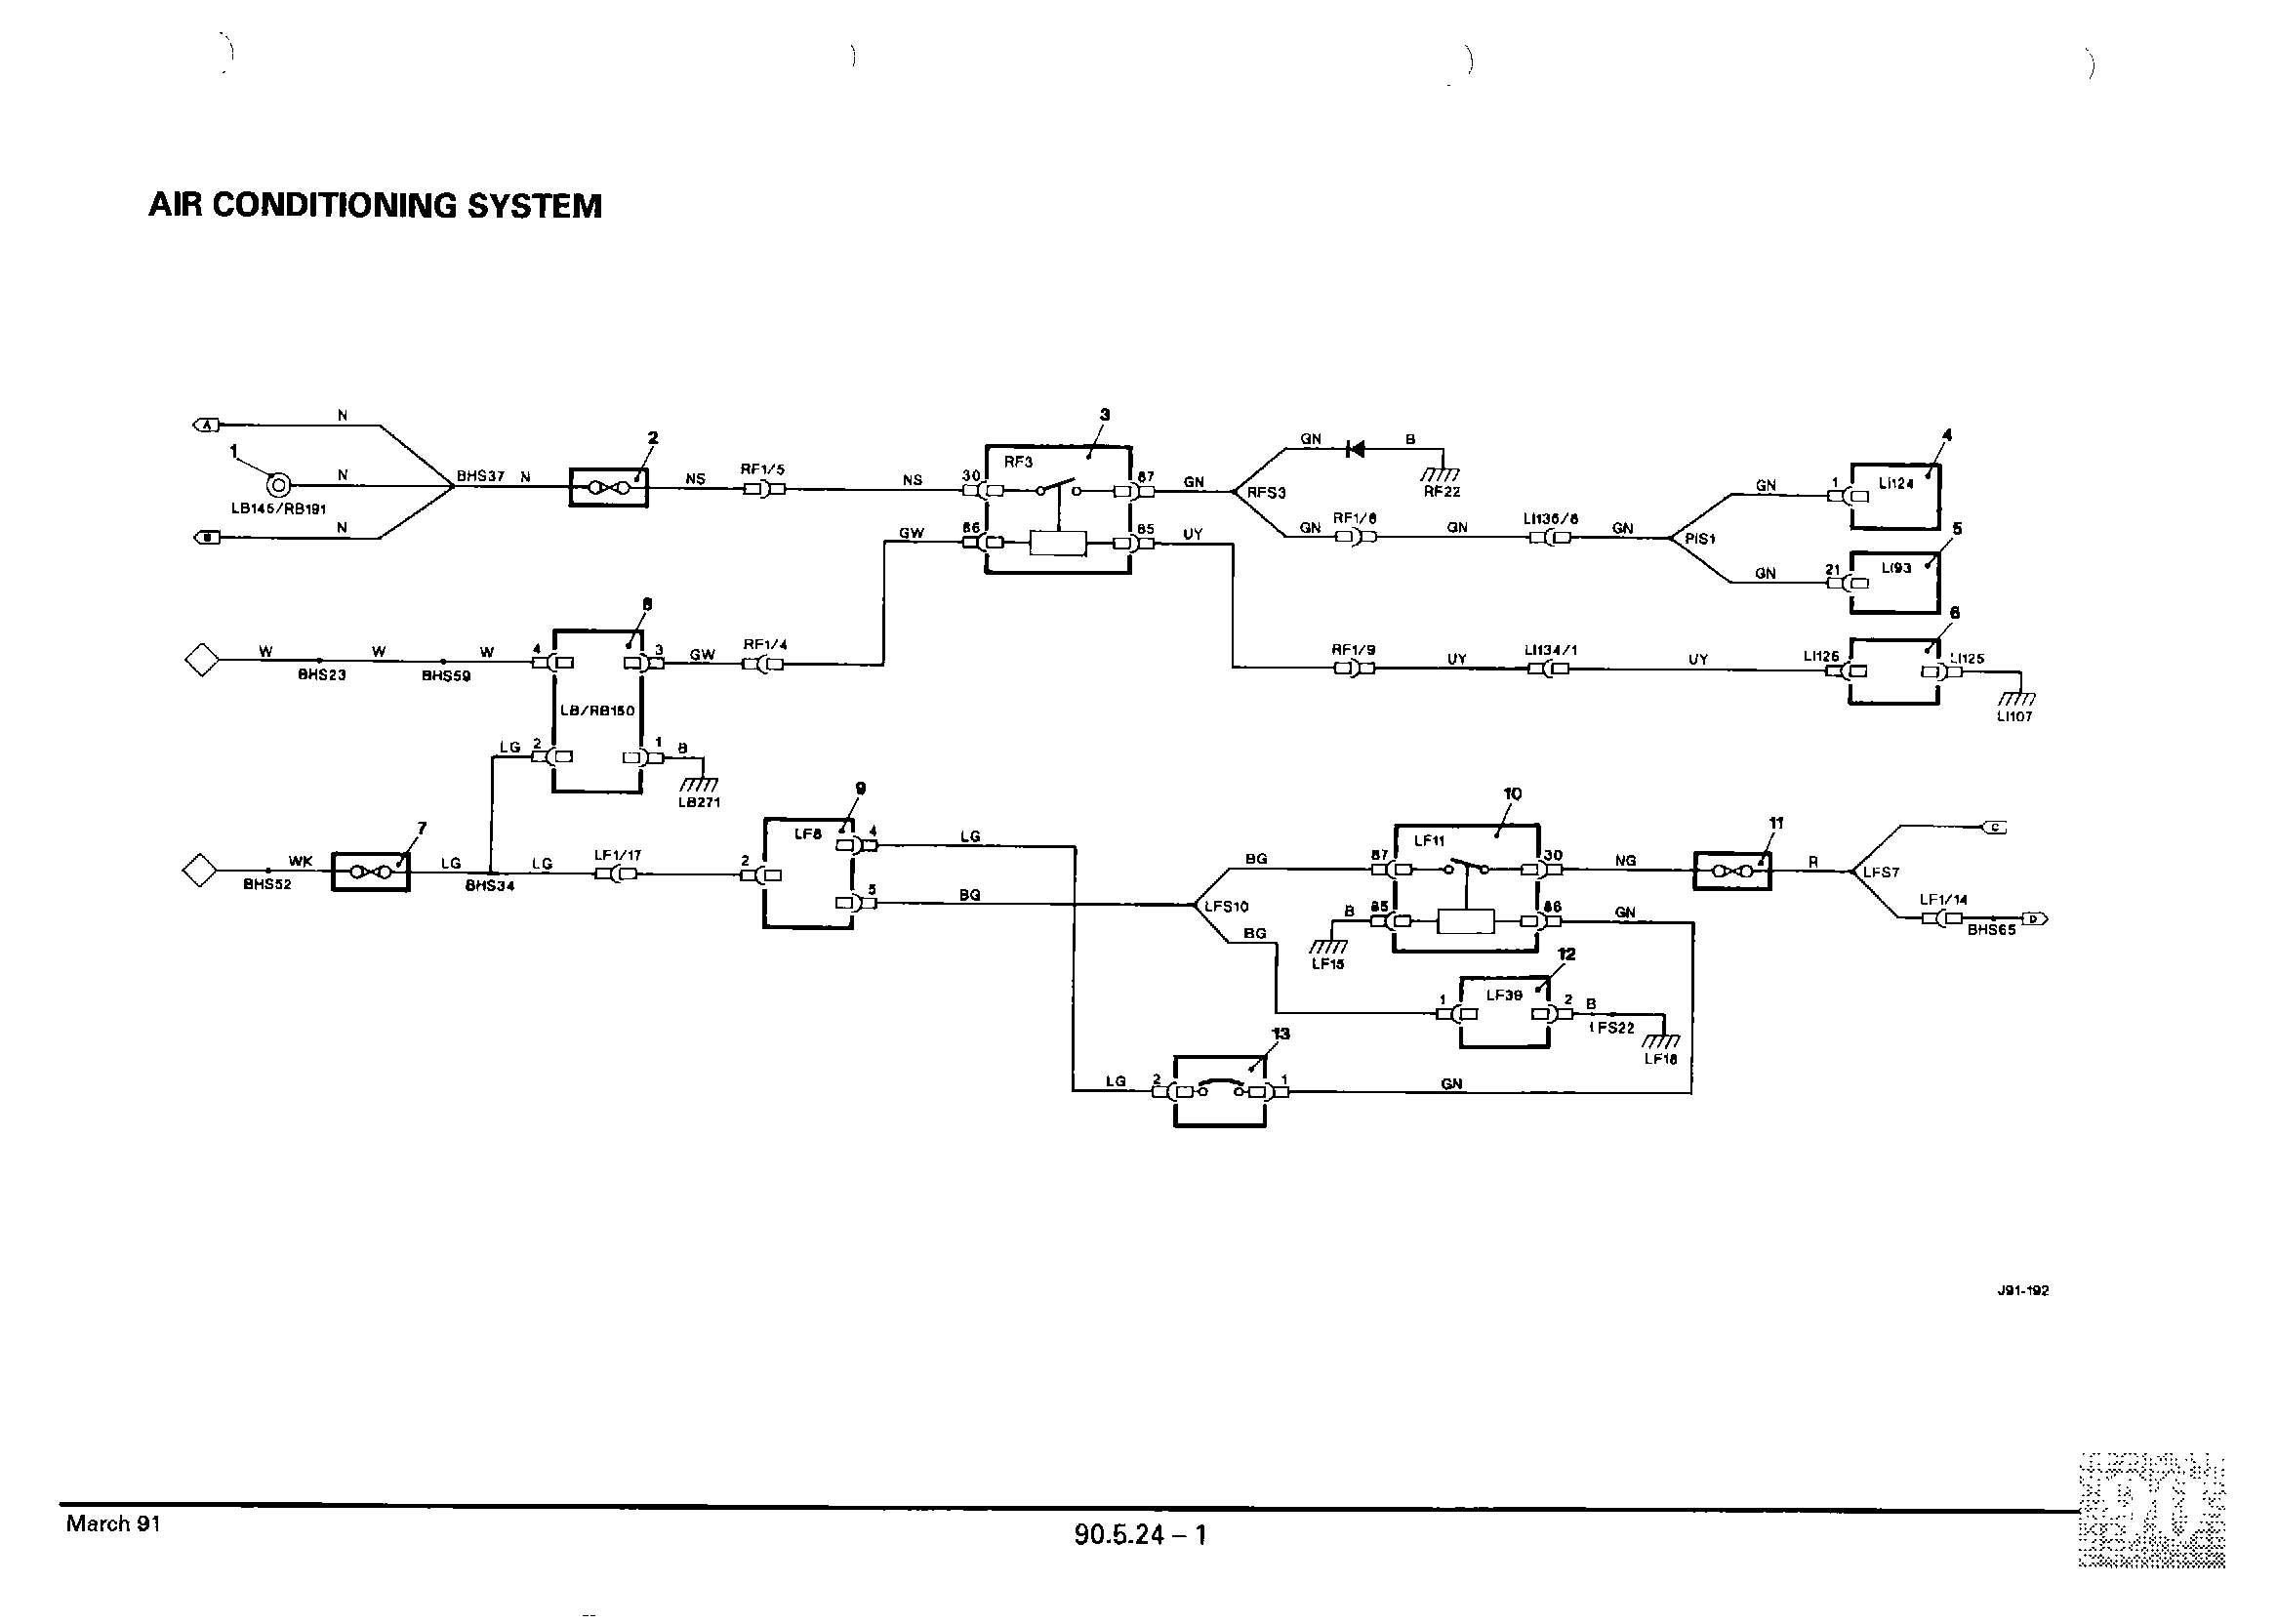 AIR CONDITIONING SYSTEM
A N
1 N BHS37 N 2 NS RF1/5 NS 30 RF3 3 87 GN RFS3
LB145/RB191
B N
GN B RF22
GN RF1/8 GN LI136/8 GN PIS1
GN 1 LI124 4
GN 21 LI93 5
GW 86 85 UY
RF1/9 UY LI134/1 UY LI126 6 LI125
LI107
W BHS23 W BHS59 W 4 8 3 GW RF1/4
LB/RB150
LG 2 1 B
LB271
WK BHS52 7 LG BHS34 LG LF1/17 2 LF8 9 4 LG
5 BG LFS10
BG 87 LF11 10 30 NG 11 R LFS7 C
B 85 86 GN
LF15
LF1/14 BHS65 D
BG 1 LF39 12 2 B LFS22
LF18
LG 2 13 1 GN
J91-192
March 91
90.5.24 – 1